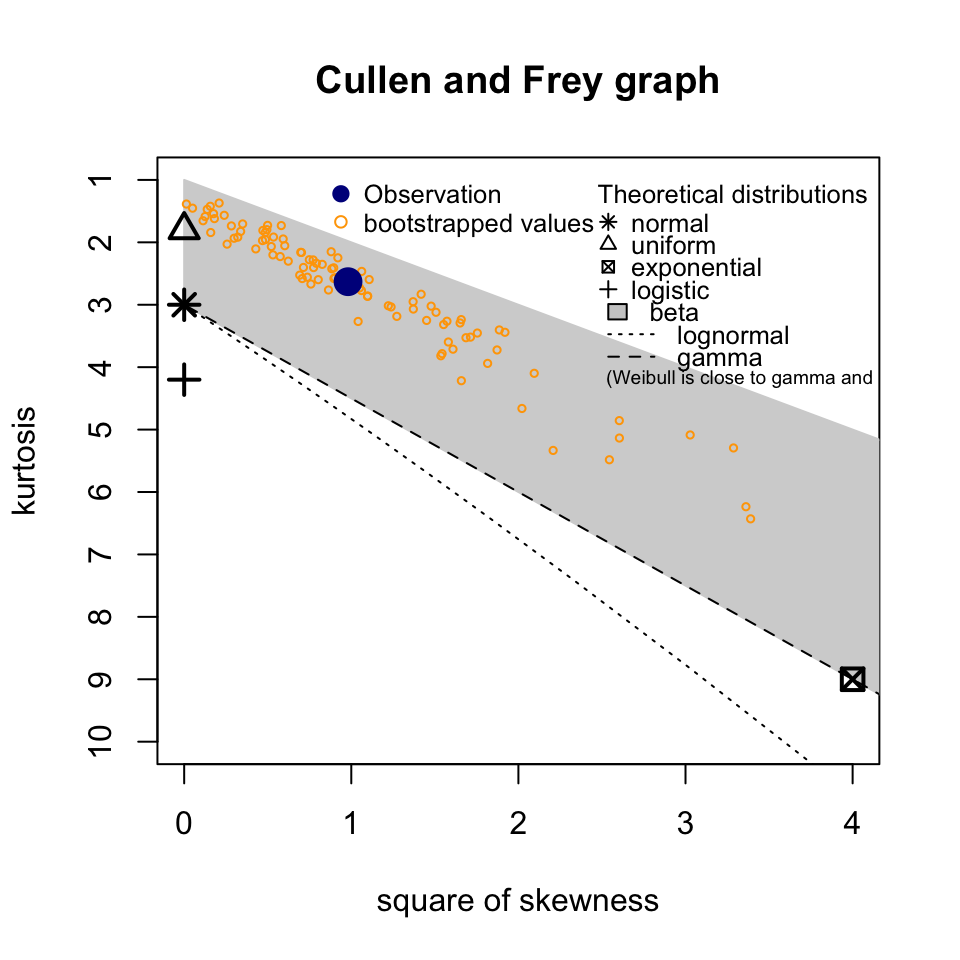 Cullen and Frey graph
Observation
bootstrapped values
Theoretical distributions
normal
uniform
exponential
logistic
beta
lognormal
gamma
(Weibull is close to gamma and
kurtosis
1
2
3
4
5
6
7
8
9
10
0
1
2
3
4
square of skewness